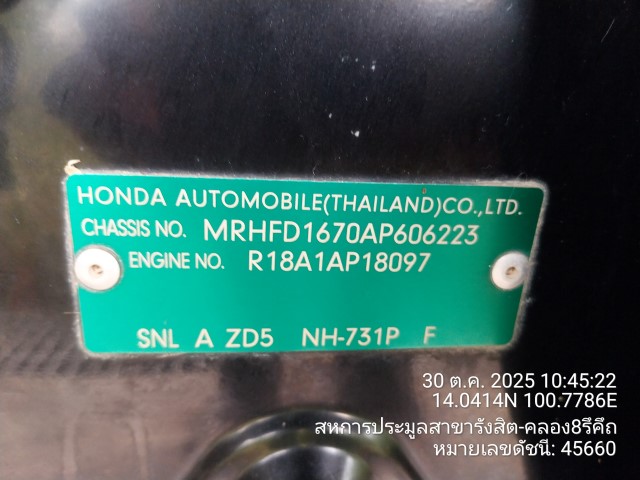 HONDA AUTOMOBILE(THAILAND)CO.,LTD.
CHASSIS NO. MRHFD1670AP606223
ENGINE NO. R18A1AP18097
SNL A ZD5 NH-731P F
30 ต.ค. 2025 10:45:22
14.0414N 100.7786E
สหการประมูลสาขารังสิต-คลอง8รีคึถ
หมายเลขดัชนี: 45660